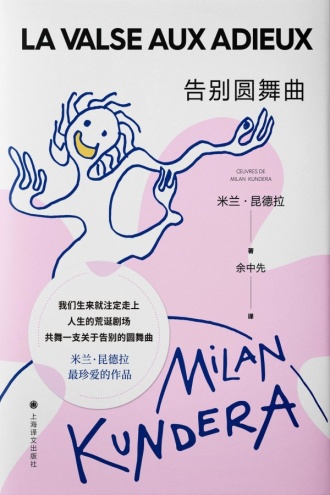 LA VALSE AUX ADIEUX
告别圆舞曲
ŒUVRES DE
MILAN KUNDERA
米兰·昆德拉
著
余中先
译
我们生来就注定走上
人生的荒诞剧场
共舞一支关于告别的圆舞曲
米兰·昆德拉
最珍爱的作品
MiLAN
KUNDERA
上海译文出版社